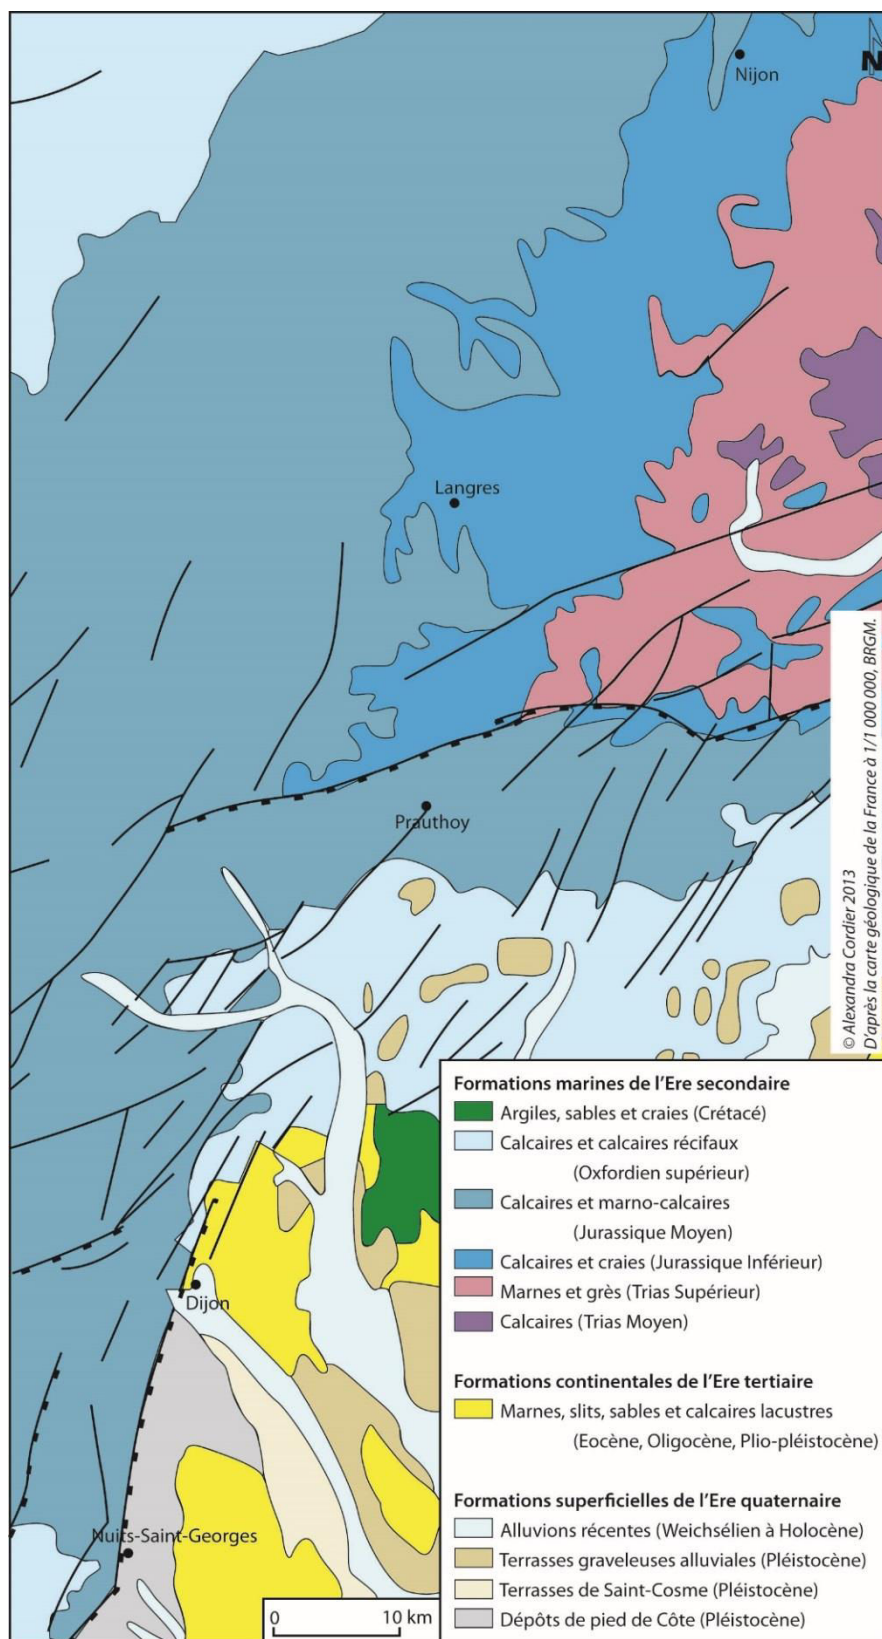 N
Nijon
Langres
Prauthoy
Dijon
Nuits-Saint-Georges
0 10 km
© Alexandra Cordier 2013
D'après la carte géologique de la France à 1/1 000 000, BRGM.
Formations marines de l'Ere secondaire
Argiles, sables et craies (Crétacé)
Calcaires et calcaires récifaux
(Oxfordien supérieur)
Calcaires et marno-calcaires
(Jurassique Moyen)
Calcaires et craies (Jurassique Inférieur)
Marnes et grès (Trias Supérieur)
Calcaires (Trias Moyen)
Formations continentales de l'Ere tertiaire
Marnes, slits, sables et calcaires lacustres
(Eocène, Oligocène, Plio-pléistocène)
Formations superficielles de l'Ere quaternaire
Alluvions récentes (Weichsélien à Holocène)
Terrasses graveleuses alluviales (Pléistocène)
Terrasses de Saint-Cosme (Pléistocène)
Dépôts de pied de Côte (Pléistocène)